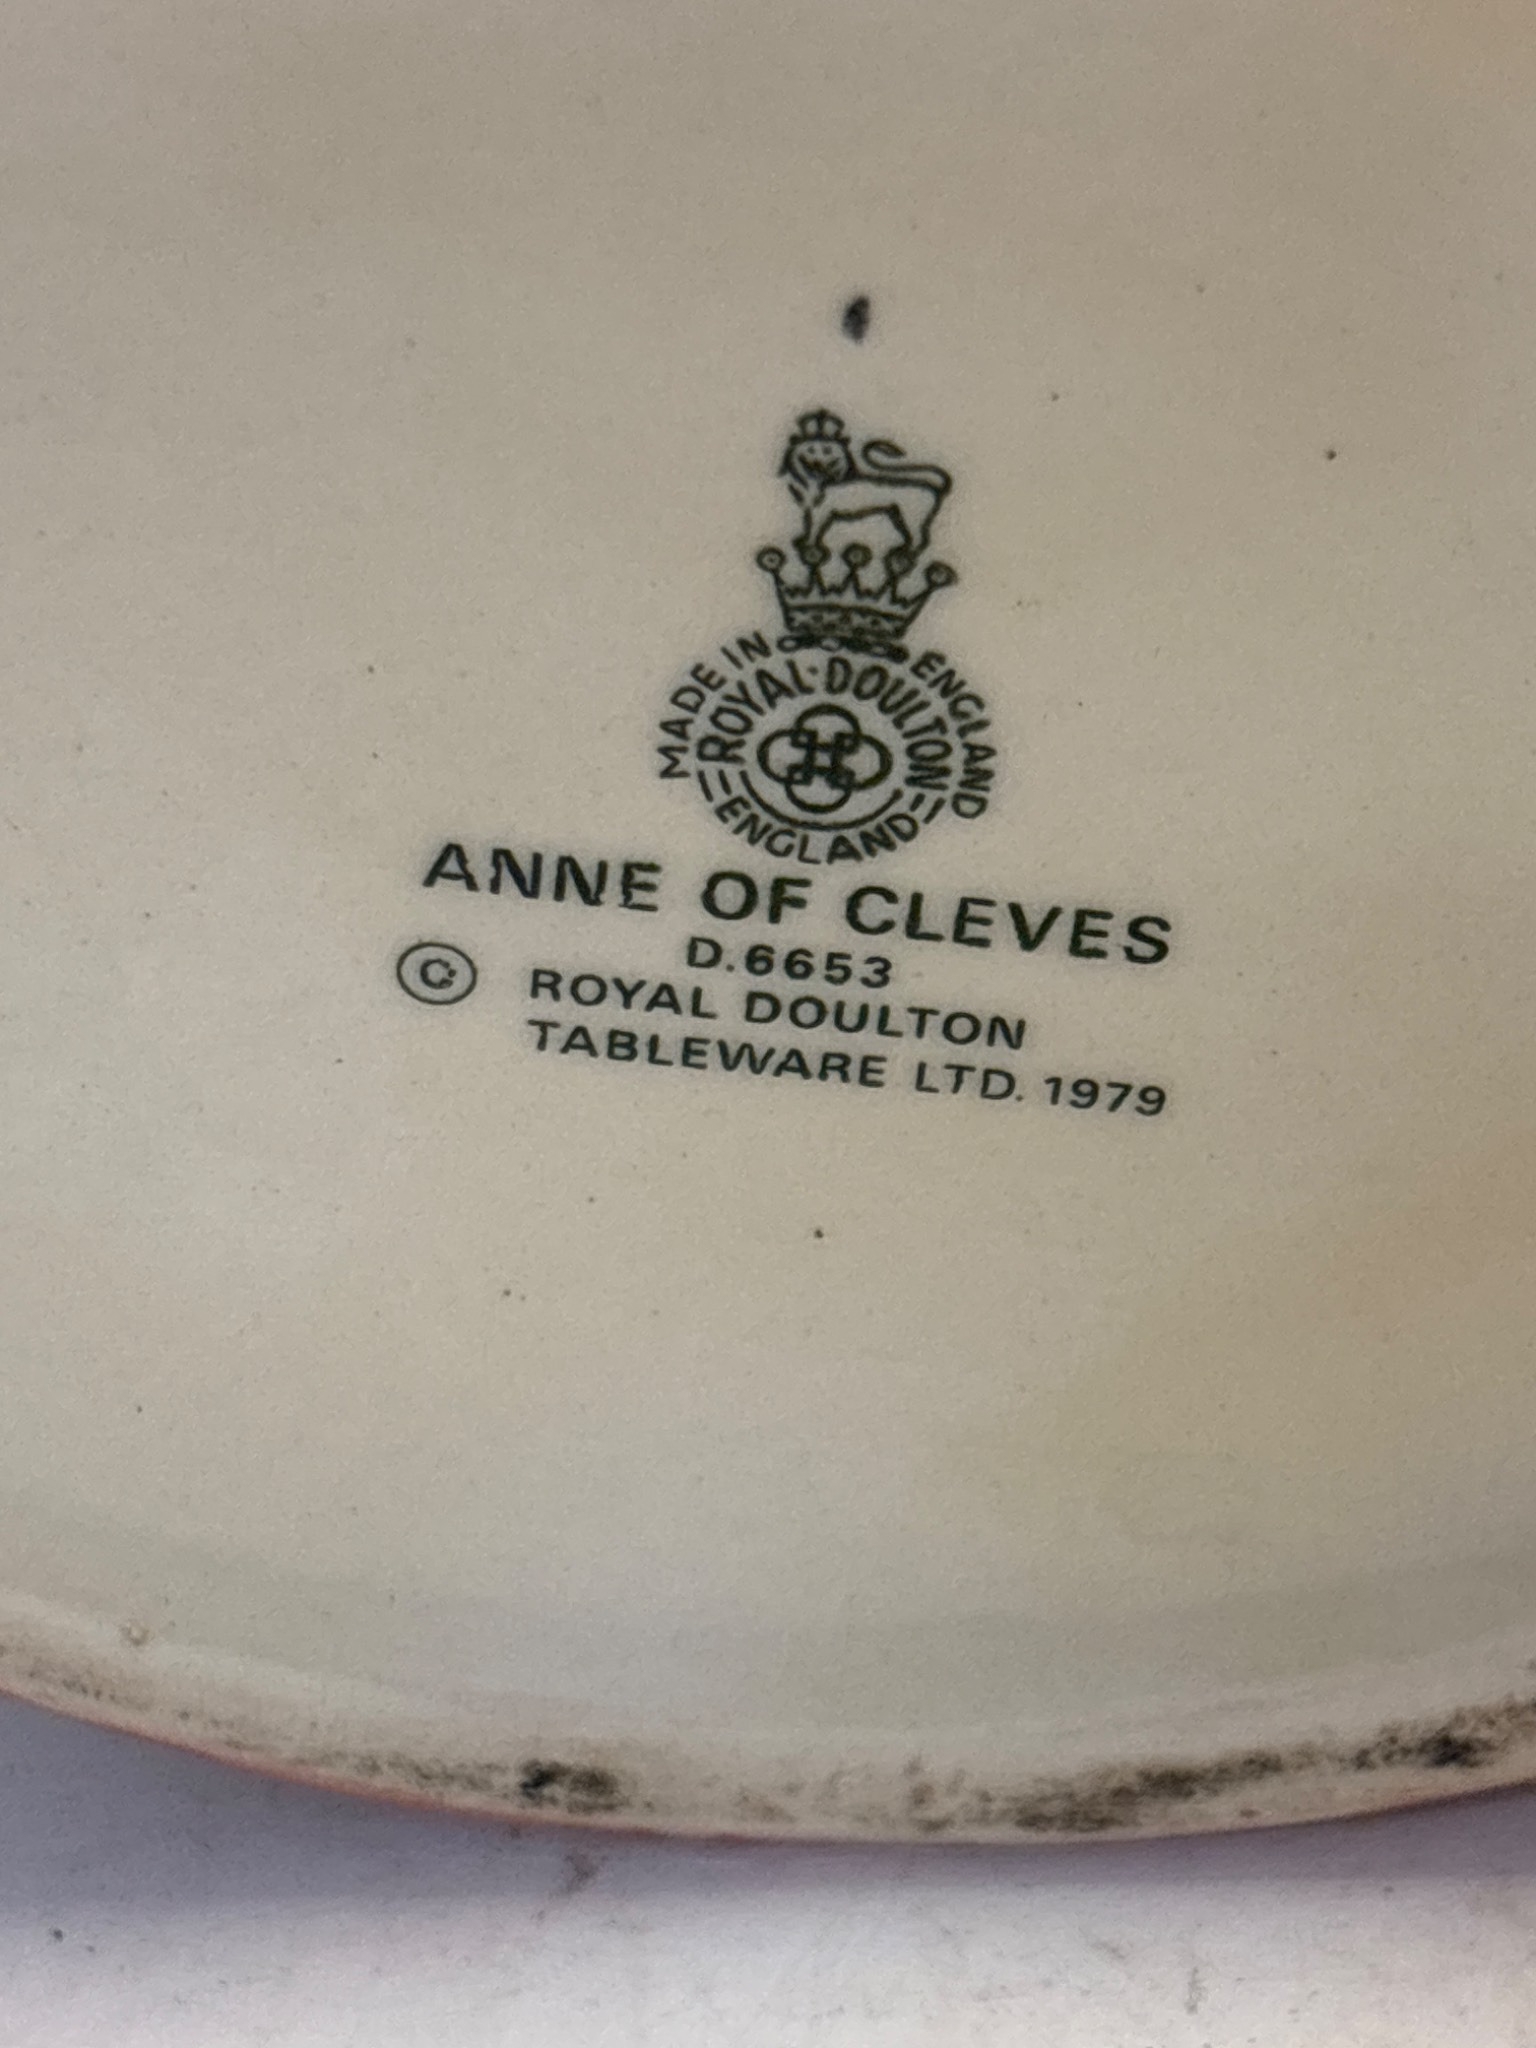 MADE IN ENGLAND
ROYAL·DOULTON
ENGLAND
ANNE OF CLEVES
D.6653
© ROYAL DOULTON
TABLEWARE LTD. 1979